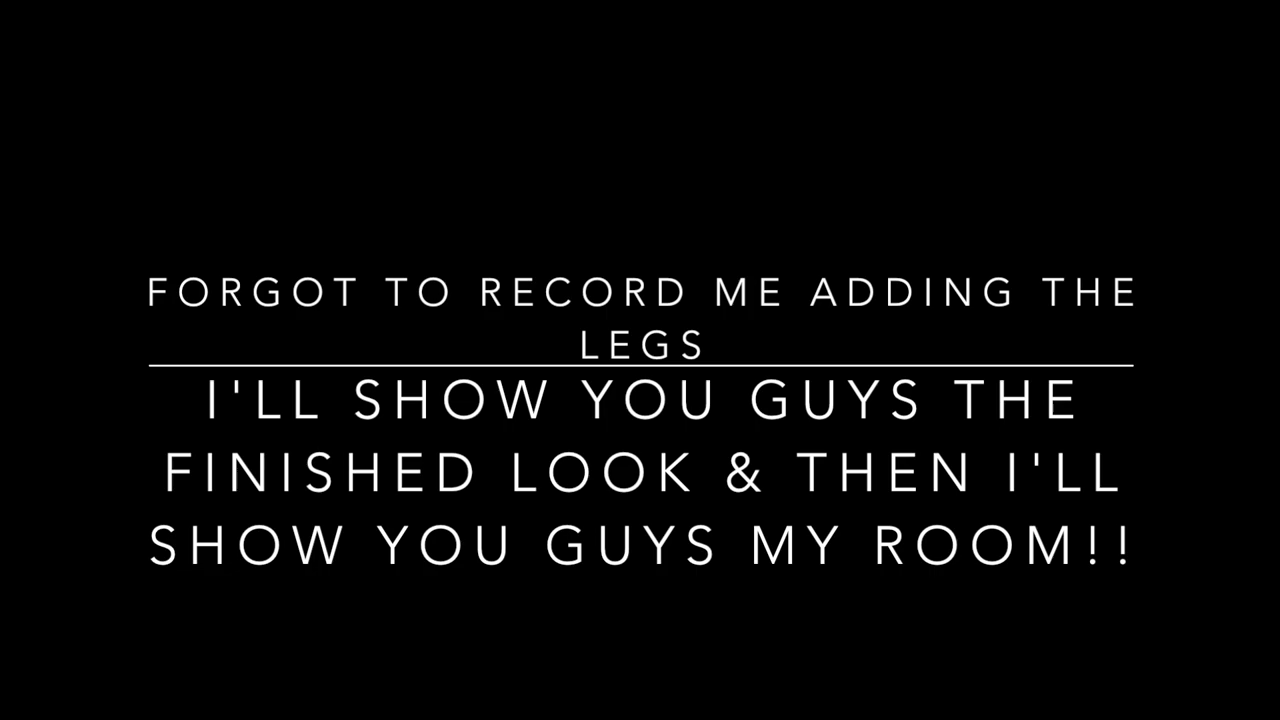 FORGOT TO RECORD ME ADDING THE
LEGS
I'LL SHOW YOU GUYS THE
FINISHED LOOK & THEN I'LL
SHOW YOU GUYS MY ROOM!!